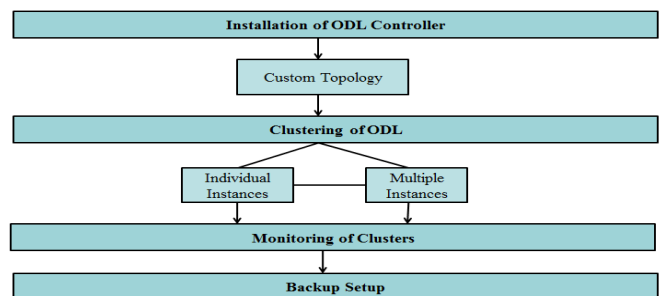 Installation of ODL Controller
Custom Topology
Clustering of ODL
Individual
Instances
Multiple
Instances
Monitoring of Clusters
Backup Setup